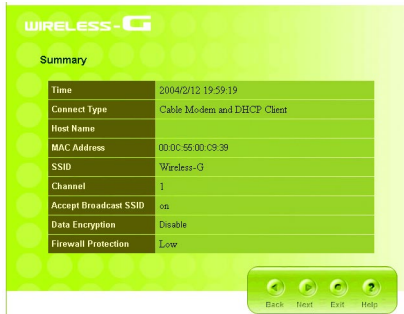 WIRELESS-G
Summary
Time 2004/2/12 19:59:19
Connect Type Cable Modem and DHCP Client
Host Name
MAC Address 00:0C:55:00:C9:39
SSID Wireless-G
Channel 1
Accept Broadcast SSID on
Data Encryption Disable
Firewall Protection Low
Back Next Exit Help